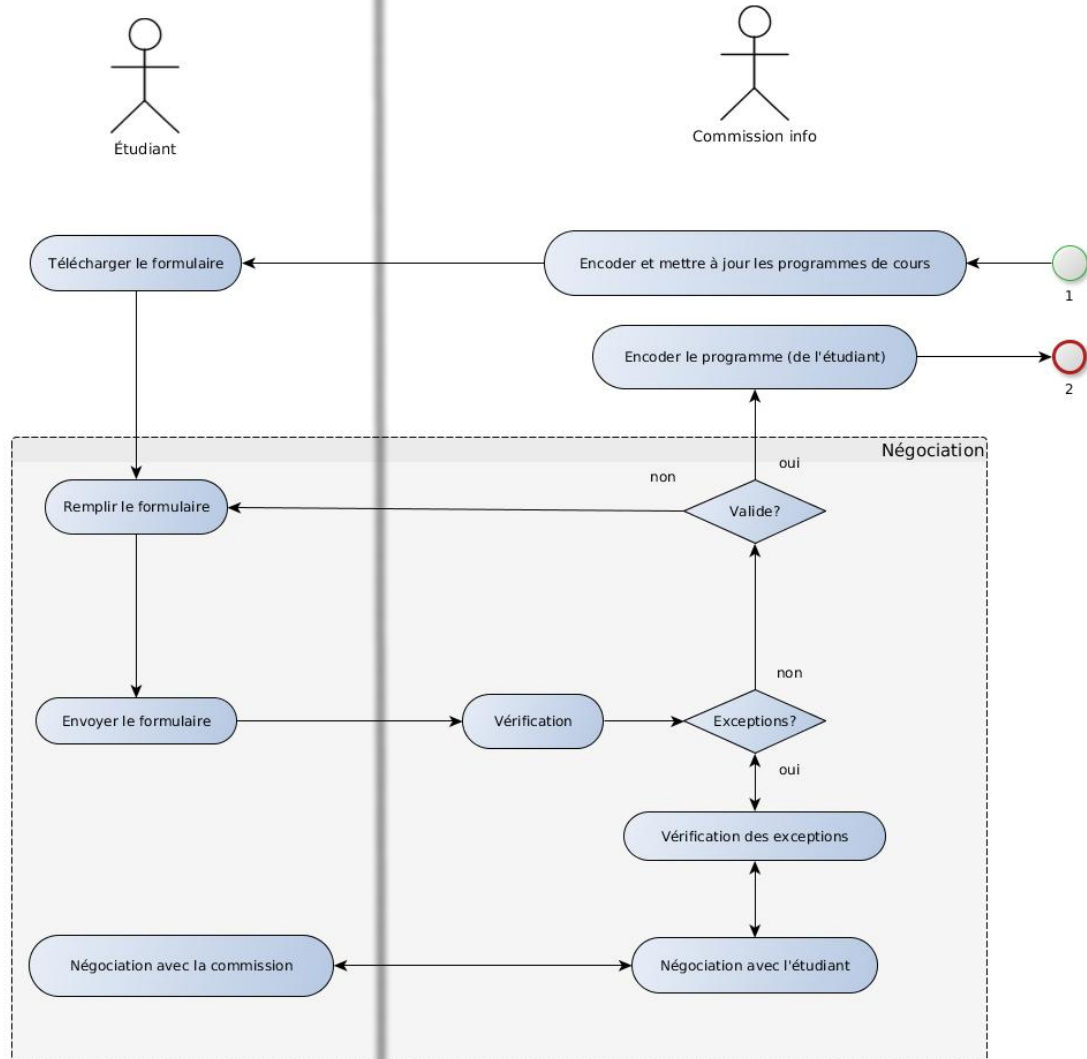 Étudiant
Commission info
Télécharger le formulaire
Encoder et mettre à jour les programmes de cours
1
Encoder le programme (de l'étudiant)
2
Négociation
non
oui
Remplir le formulaire
Valide?
non
Envoyer le formulaire
Vérification
Exceptions?
oui
Vérification des exceptions
Négociation avec la commission
Négociation avec l'étudiant